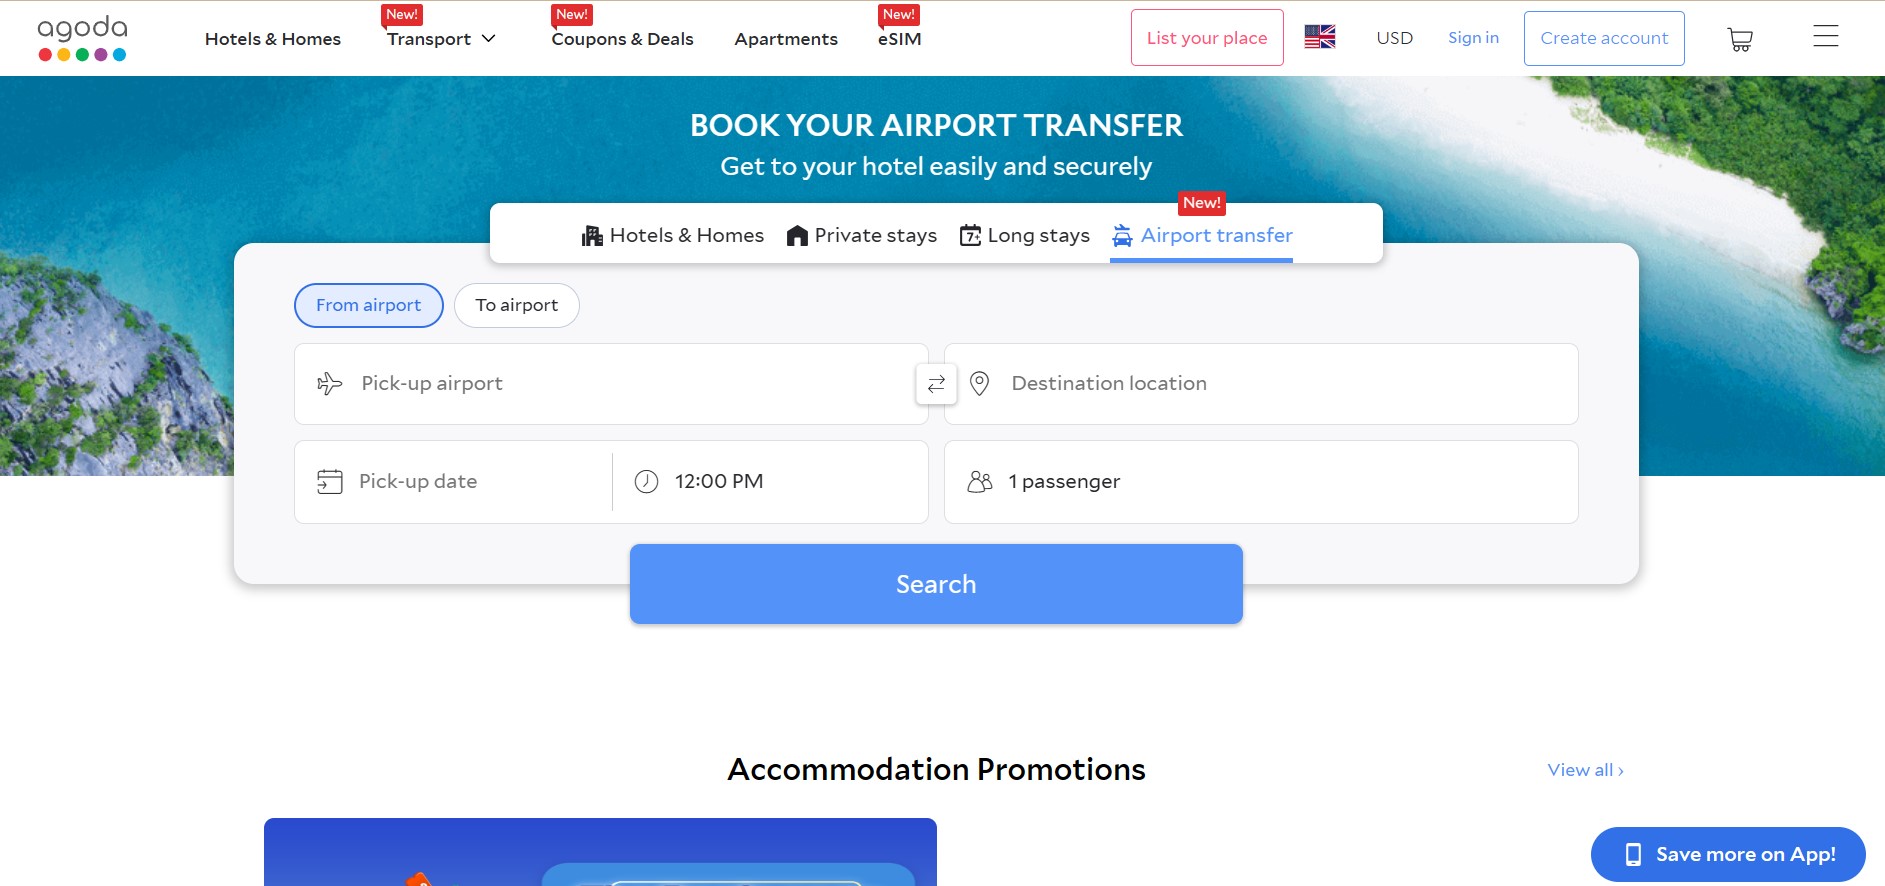 agoda
Hotels & Homes
New!
Transport
New!
Coupons & Deals
Apartments
New!
eSIM
List your place
USD
Sign in
Create account
BOOK YOUR AIRPORT TRANSFER
Get to your hotel easily and securely
Hotels & Homes
Private stays
7+
Long stays
New!
Airport transfer
From airport
To airport
Pick-up airport
Destination location
Pick-up date
12:00 PM
1 passenger
Search
Accommodation Promotions
View all ›
Save more on App!